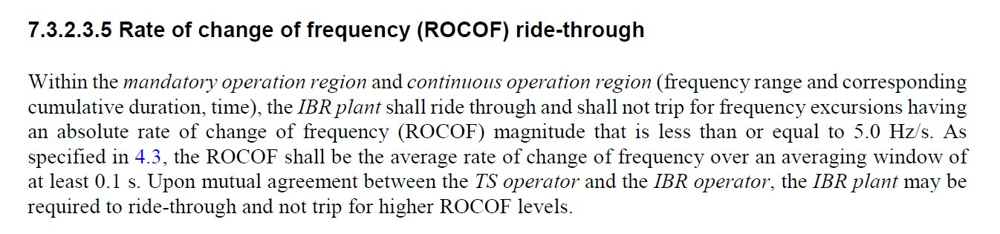 7.3.2.3.5 Rate of change of frequency (ROCOF) ride-through
Within the mandatory operation region and continuous operation region (frequency range and corresponding
cumulative duration, time), the IBR plant shall ride through and shall not trip for frequency excursions having
an absolute rate of change of frequency (ROCOF) magnitude that is less than or equal to 5.0 Hz/s. As
specified in 4.3, the ROCOF shall be the average rate of change of frequency over an averaging window of
at least 0.1 s. Upon mutual agreement between the TS operator and the IBR operator, the IBR plant may be
required to ride-through and not trip for higher ROCOF levels.